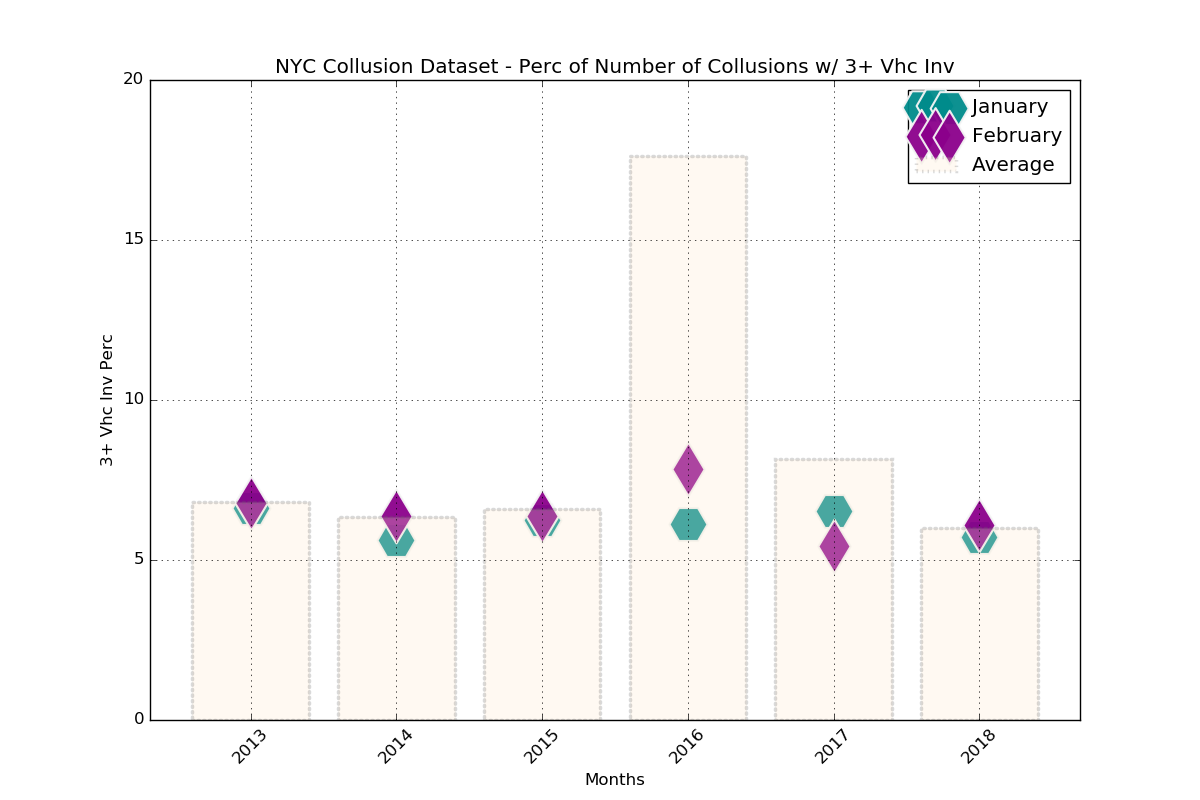 NYC Collusion Dataset - Perc of Number of Collusions w/ 3+ Vhc Inv
20
January
February
Average
15
3+ Vhc Inv Perc
10
5
0
2013 2014 2015 2016 2017 2018
Months